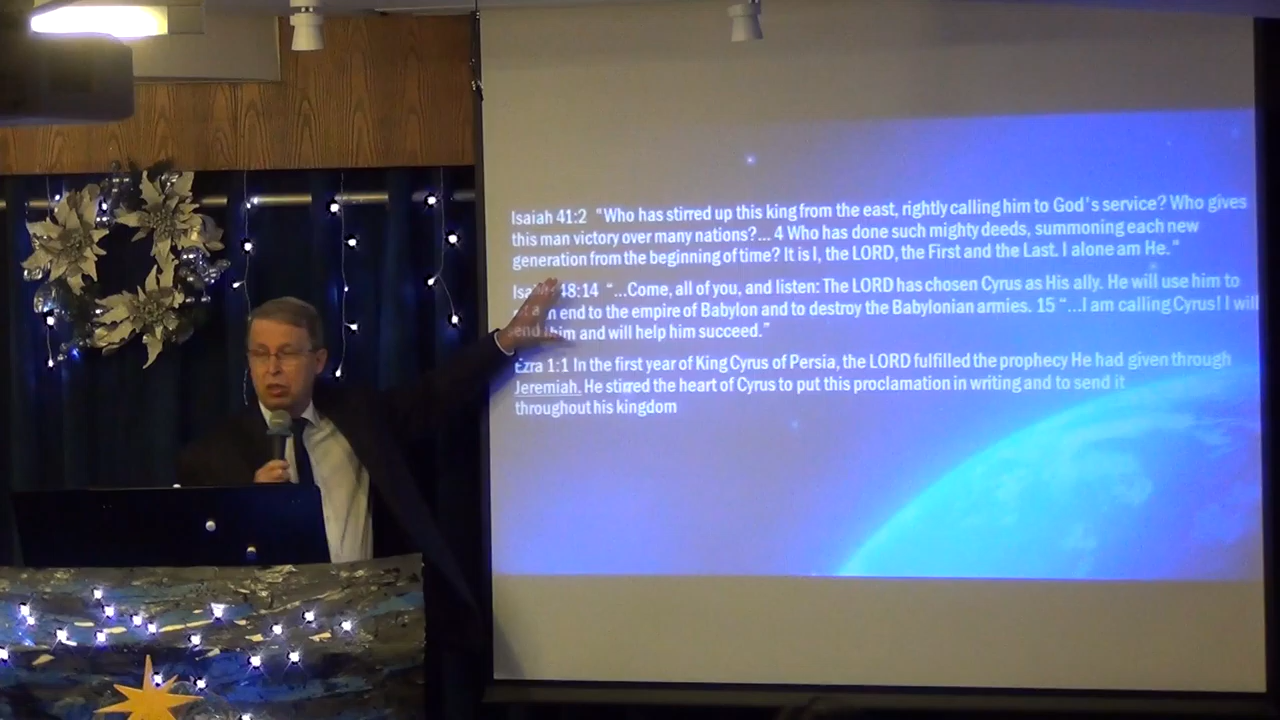 Isaiah 41:2 “Who has stirred up this king from the east, rightly calling him to God's service? Who gives
this man victory over many nations?... 4 Who has done such mighty deeds, summoning each new
generation from the beginning of time? It is I, the LORD, the First and the Last. I alone am He.”
48:14 “...Come, all of you, and listen: The LORD has chosen Cyrus as His ally. He will use him to
end to the empire of Babylon and to destroy the Babylonian armies. 15 “...I am calling Cyrus! I will
him and will help him succeed.”
Ezra 1:1 In the first year of King Cyrus of Persia, the LORD fulfilled the prophecy He had given through
Jeremiah. He stirred the heart of Cyrus to put this proclamation in writing and to send it
throughout his kingdom